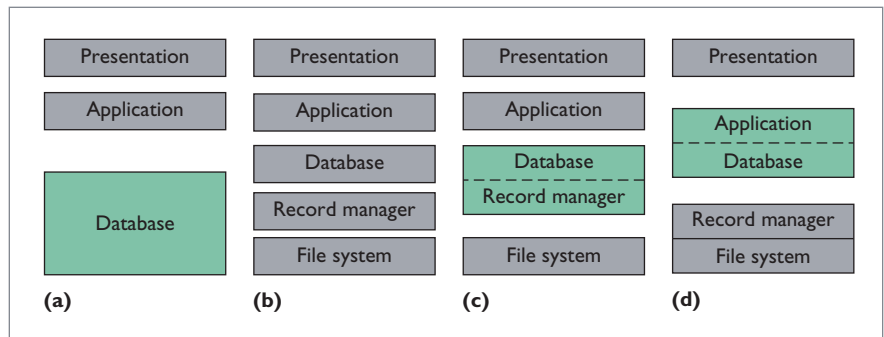 Presentation
Application
Database
(a)
Presentation
Application
Database
Record manager
File system
(b)
Presentation
Application
Database
Record manager
File system
(c)
Presentation
Application
Database
Record manager
File system
(d)